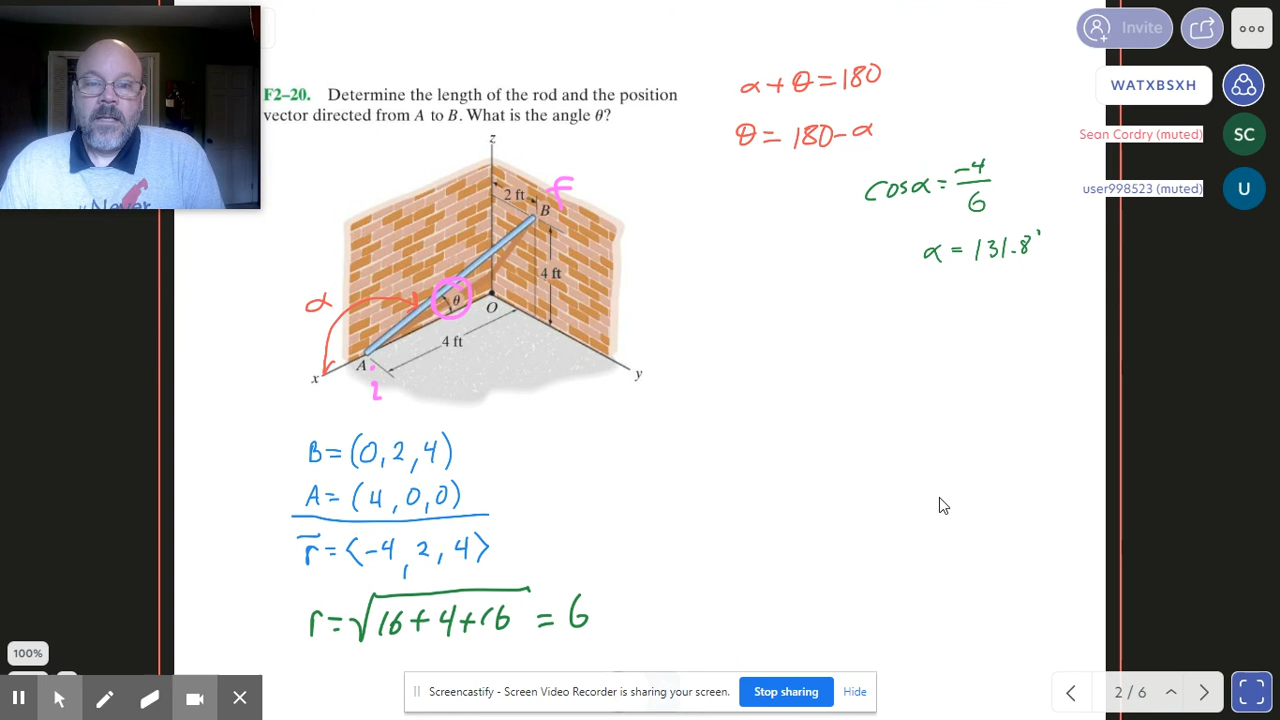 Invite
WATXBSXH
Sean Cordry (muted)
SC
user998523 (muted)
U
F2–20. Determine the length of the rod and the position
vector directed from A to B. What is the angle θ?
z
2 ft
f
B
4 ft
θ
O
α
4 ft
A
x
i
y
α + θ = 180
θ = 180 - α
cos α = -4/6
α = 131.8°
B = (0, 2, 4)
A = (4, 0, 0)
r = ⟨-4, 2, 4⟩
r = √16 + 4 + 16 = 6
100%
Screencastify - Screen Video Recorder is sharing your screen.
Stop sharing
Hide
2 / 6